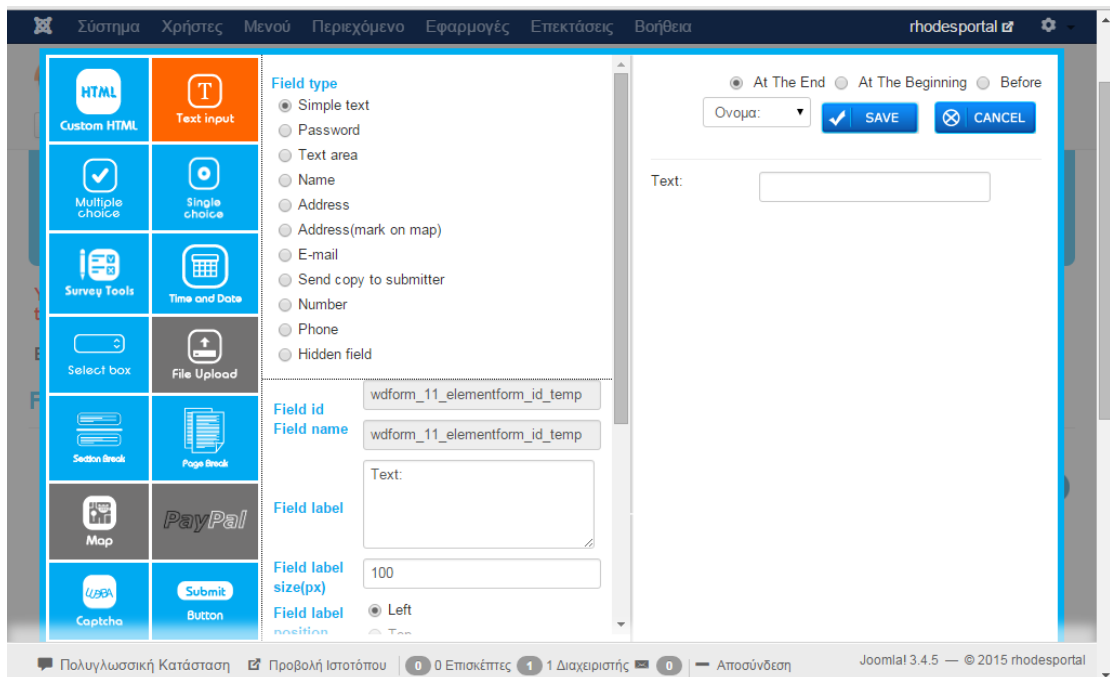 Σύστημα Χρήστες Μενού Περιεχόμενο Εφαρμογές Επεκτάσεις Βοήθεια rhodesportal
HTML
Custom HTML
T
Text input
Multiple choice
Single choice
Survey Tools
Time and Date
Select box
File Upload
Section Break
Page Break
Map
PayPal
Captcha
Submit
Button
Field type
Simple text
Password
Text area
Name
Address
Address(mark on map)
E-mail
Send copy to submitter
Number
Phone
Hidden field
Field id wdform_11_elementform_id_temp
Field name wdform_11_elementform_id_temp
Field label Text:
Field label size(px) 100
Field label position Left
Top
At The End At The Beginning Before
Ονομα: SAVE CANCEL
Text:
Πολυγλωσσική Κατάσταση Προβολή Ιστοτόπου 0 0 Επισκέπτες 1 1 Διαχειριστής 0 Αποσύνδεση Joomla! 3.4.5 — © 2015 rhodesportal